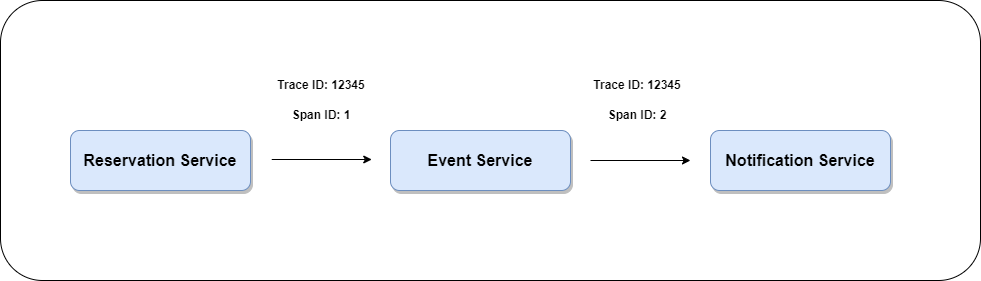 Trace ID: 12345
Span ID: 1
Trace ID: 12345
Span ID: 2
Reservation Service
Event Service
Notification Service